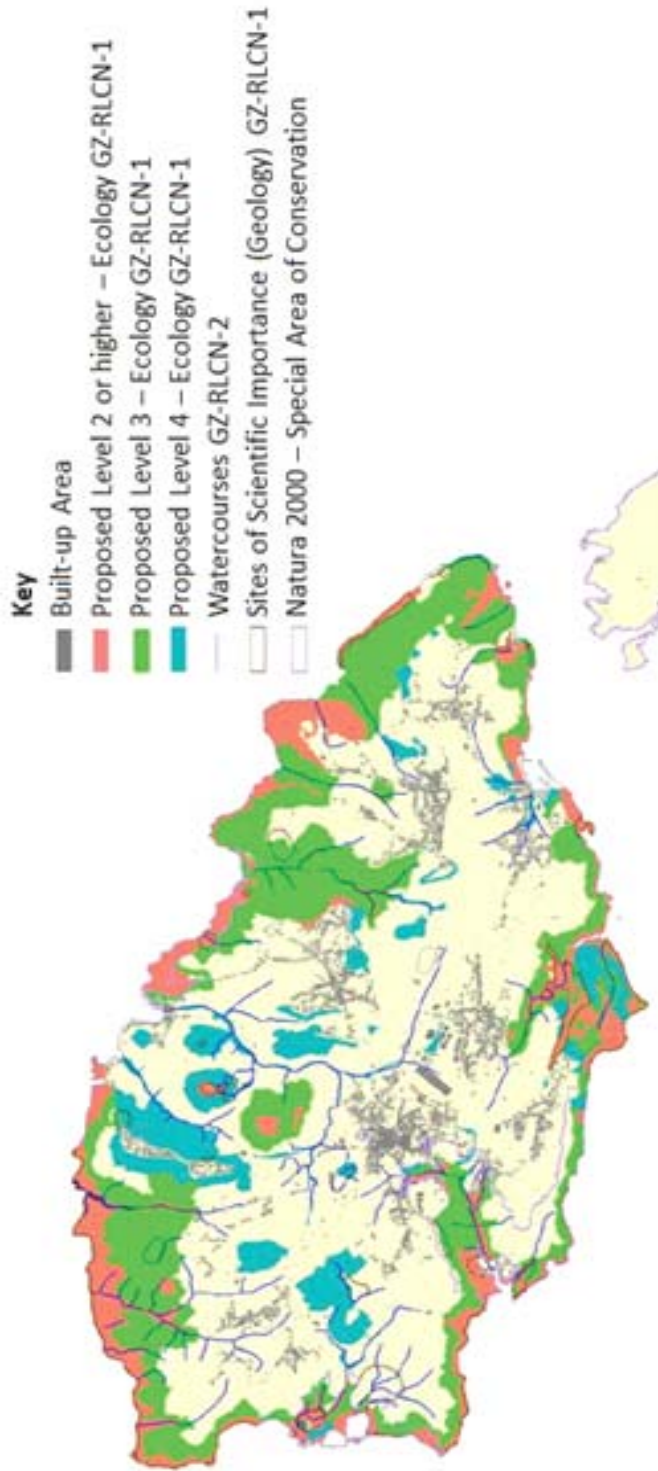 Key
Built-up Area
Proposed Level 2 or higher – Ecology GZ-RLCN-1
Proposed Level 3 – Ecology GZ-RLCN-1
Proposed Level 4 – Ecology GZ-RLCN-1
Watercourses GZ-RLCN-2
Sites of Scientific Importance (Geology) GZ-RLCN-1
Natura 2000 – Special Area of Conservation